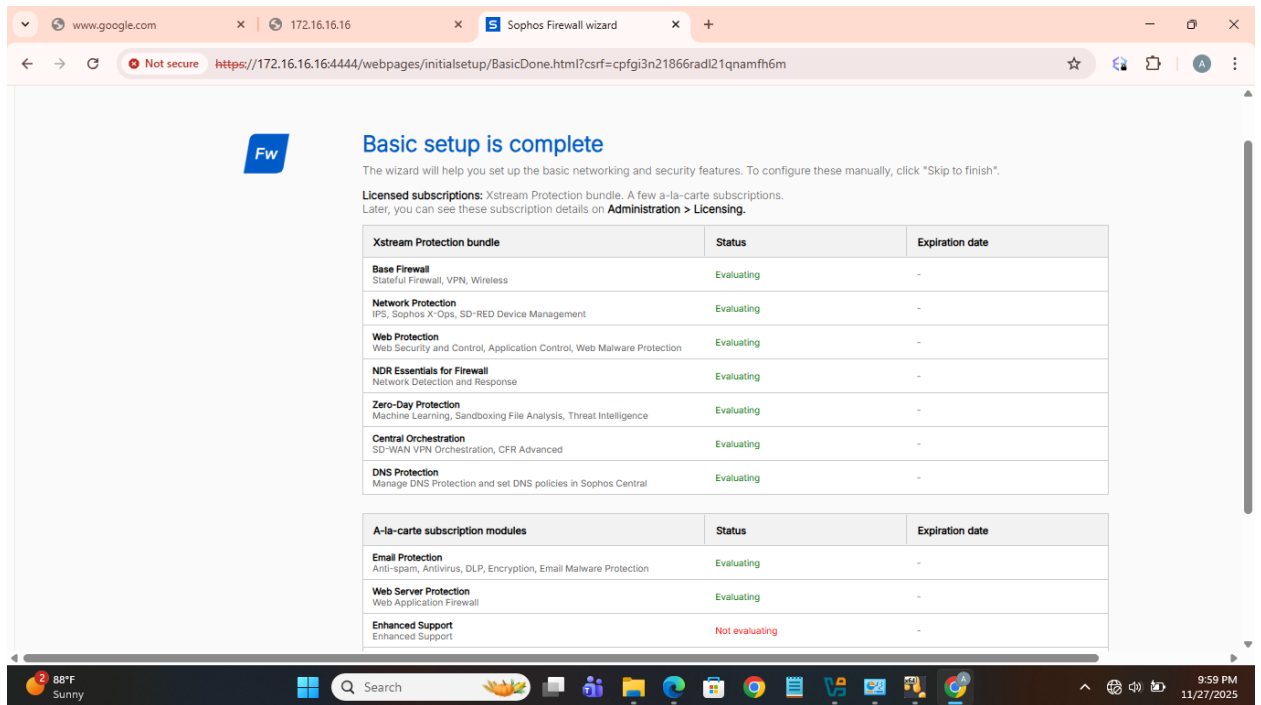 www.google.com
172.16.16.16
S Sophos Firewall wizard
Not secure https://172.16.16.16:4444/webpages/initialsetup/BasicDone.html?csrf=cpfgi3n21866radl21qnamfh6m
A
Fw
Basic setup is complete
The wizard will help you set up the basic networking and security features. To configure these manually, click "Skip to finish".
Licensed subscriptions: Xstream Protection bundle. A few a-la-carte subscriptions.
Later, you can see these subscription details on Administration > Licensing.
Xstream Protection bundle Status Expiration date
Base Firewall
Stateful Firewall, VPN, Wireless
Evaluating -
Network Protection
IPS, Sophos X-Ops, SD-RED Device Management
Evaluating -
Web Protection
Web Security and Control, Application Control, Web Malware Protection
Evaluating -
NDR Essentials for Firewall
Network Detection and Response
Evaluating -
Zero-Day Protection
Machine Learning, Sandboxing File Analysis, Threat Intelligence
Evaluating -
Central Orchestration
SD-WAN VPN Orchestration, CFR Advanced
Evaluating -
DNS Protection
Manage DNS Protection and set DNS policies in Sophos Central
Evaluating -
A-la-carte subscription modules Status Expiration date
Email Protection
Anti-spam, Antivirus, DLP, Encryption, Email Malware Protection
Evaluating -
Web Server Protection
Web Application Firewall
Evaluating -
Enhanced Support
Enhanced Support
Not evaluating -
2
88°F
Sunny
Search
9:59 PM
11/27/2025